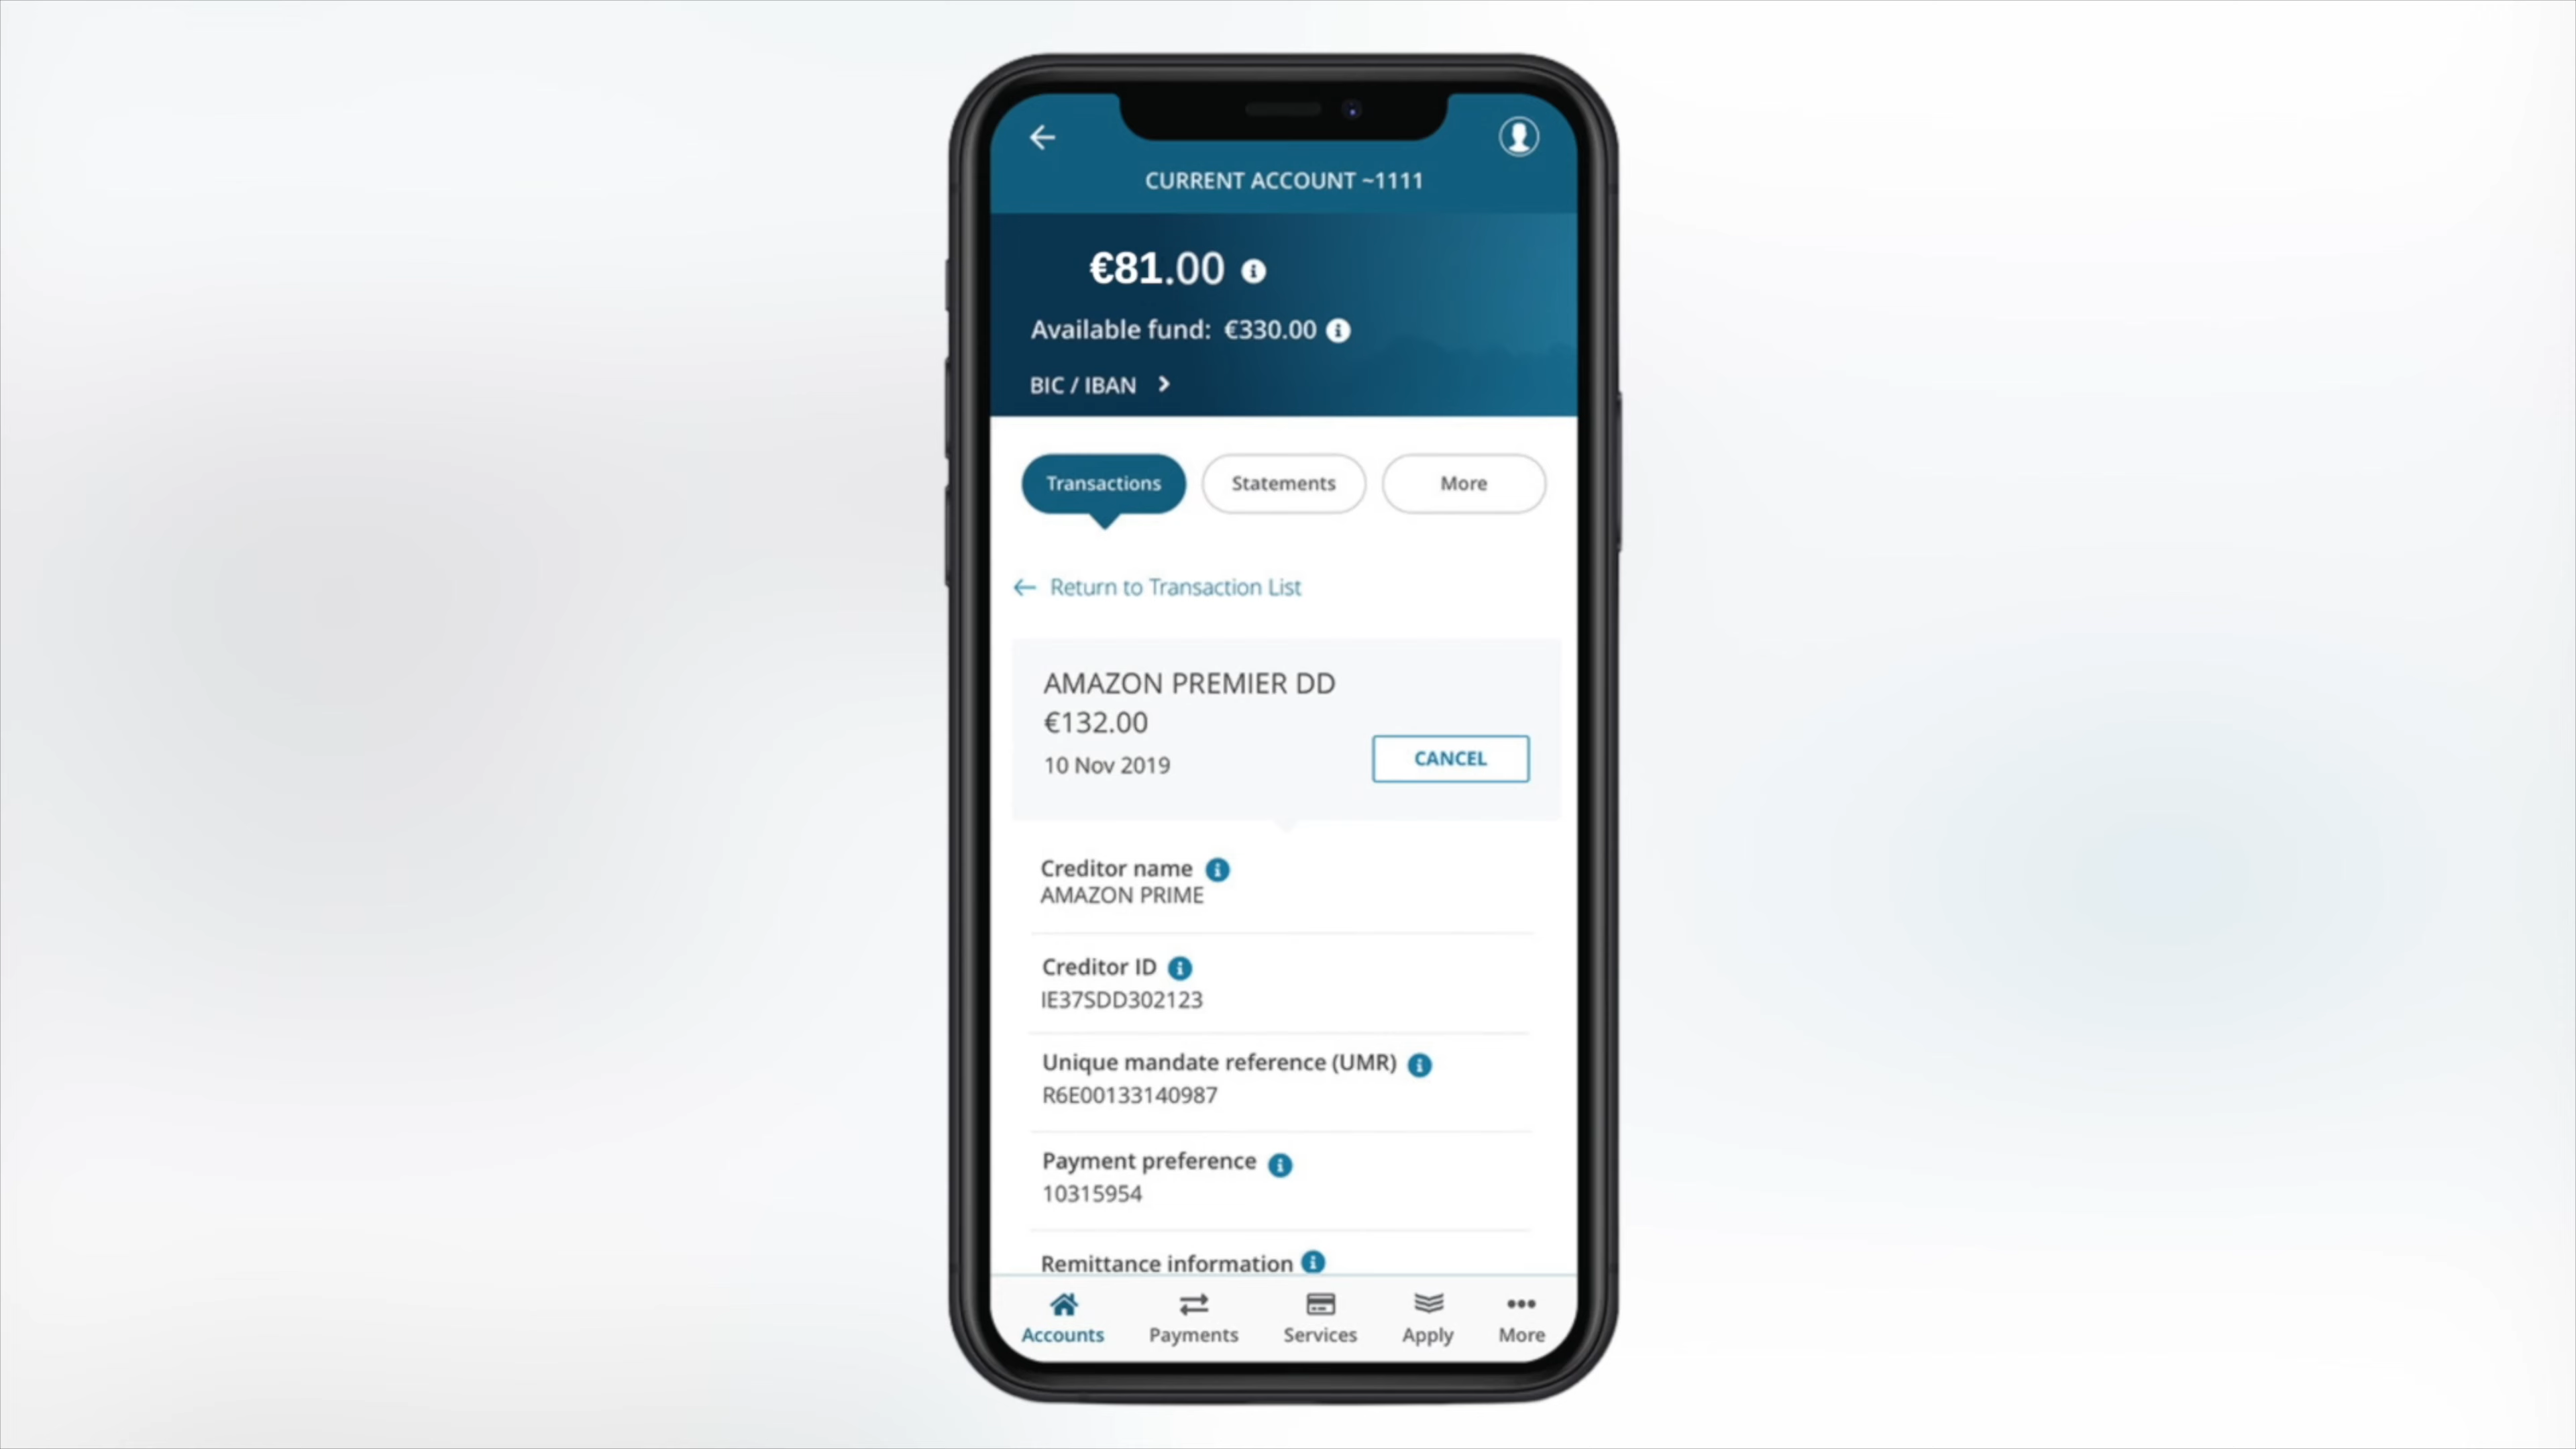 CURRENT ACCOUNT ~1111
€81.00
Available fund: €330.00
BIC / IBAN
Transactions
Statements
More
Return to Transaction List
AMAZON PREMIER DD
€132.00
10 Nov 2019
CANCEL
Creditor name
AMAZON PRIME
Creditor ID
IE37SDD302123
Unique mandate reference (UMR)
R6E00133140987
Payment preference
10315954
Remittance information
Accounts
Payments
Services
Apply
More